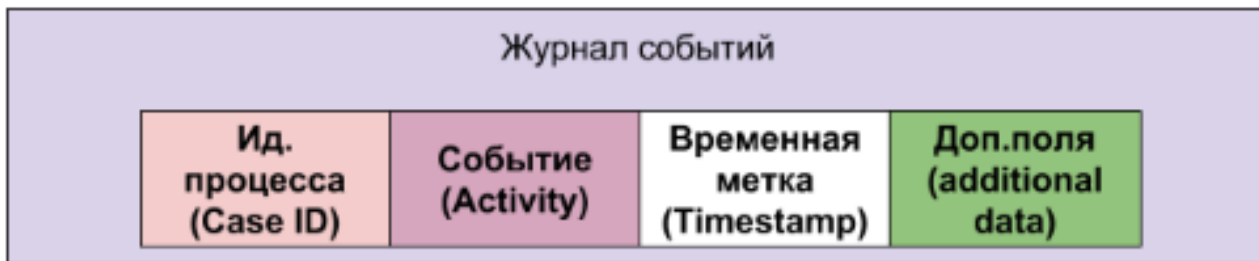 Журнал событий
Ид.
процесса
(Case ID)
Событие
(Activity)
Временная
метка
(Timestamp)
Доп.поля
(additional
data)